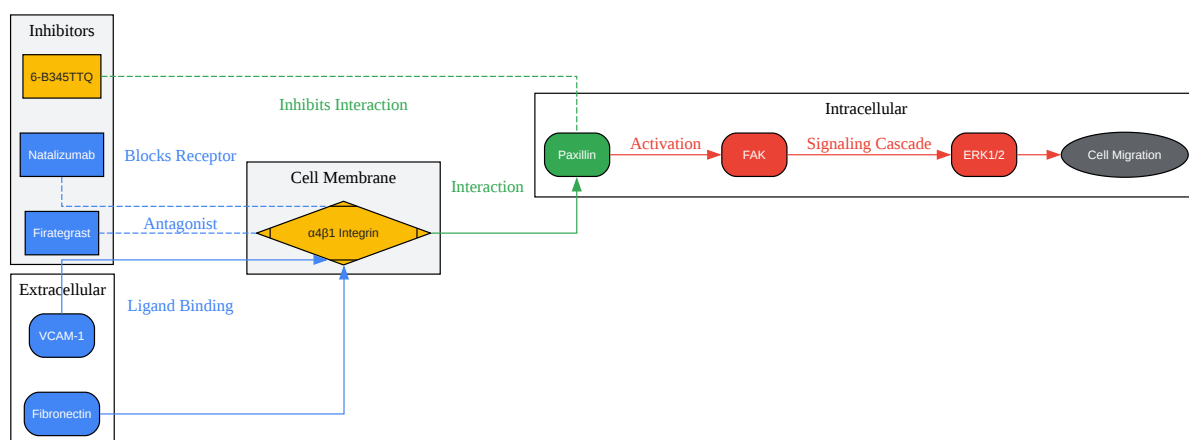 Inhibitors
6-B345TTQ
Inhibits Interaction
Intracellular
Natalizumab
Blocks Receptor
Paxillin
Activation
FAK
Signaling Cascade
ERK1/2
Cell Migration
Cell Membrane
Interaction
Firategrast
Antagonist
α4β1 Integrin
Extracellular
Ligand Binding
VCAM-1
Fibronectin